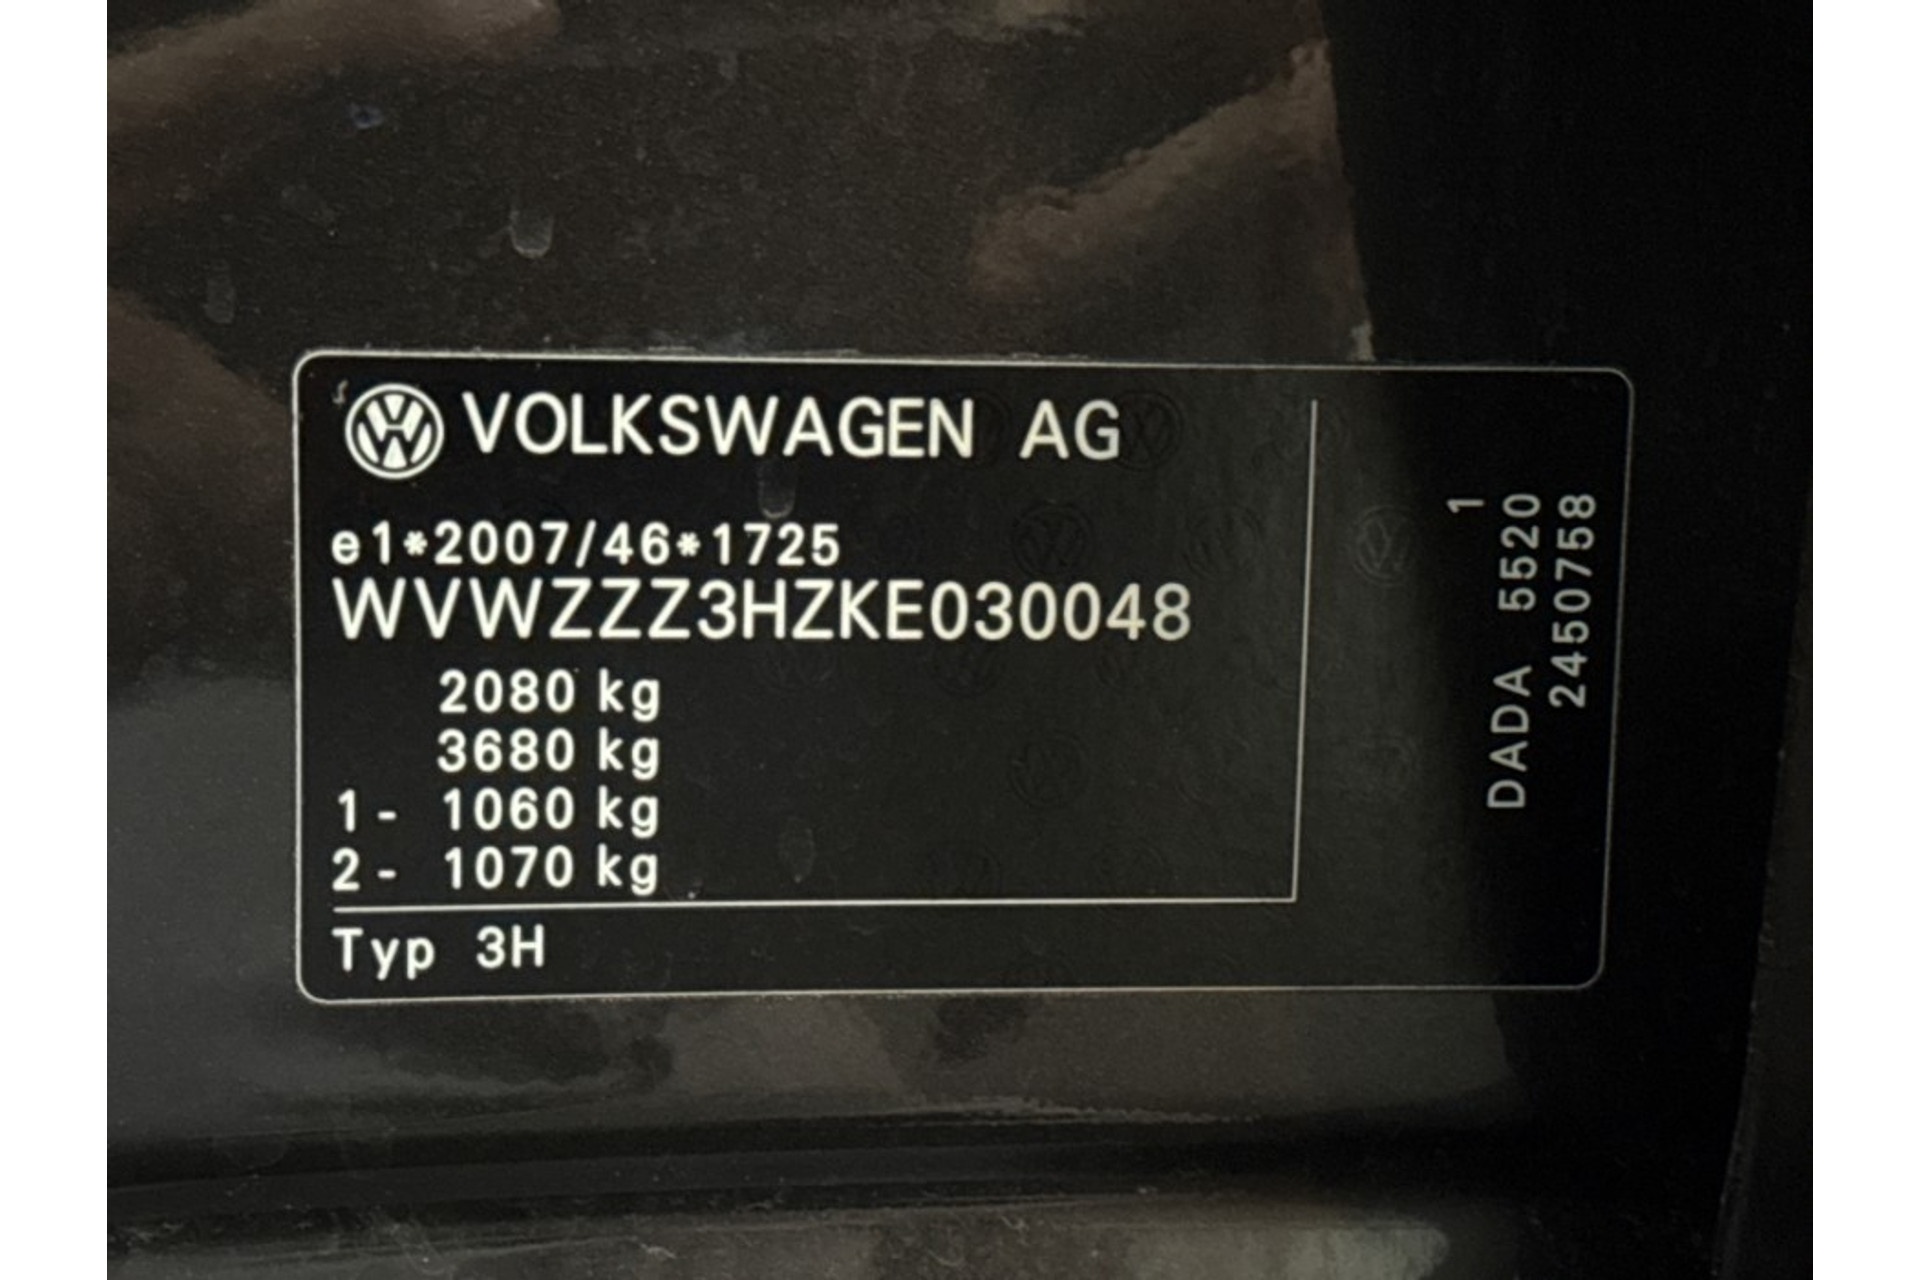 VOLKSWAGEN AG
e1*2007/46*1725
WVWZZZ3HZKE030048
2080 kg
3680 kg
1- 1060 kg
2- 1070 kg
Typ 3H
1
DADA 5520
2450758